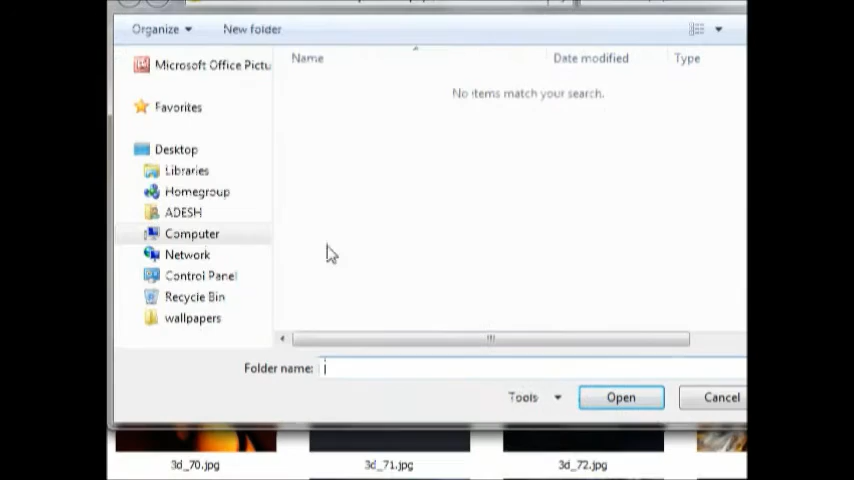 Organize New folder
Microsoft Office Pictu
Name Date modified Type
No items match your search.
Favorites
Desktop
Libraries
Homegroup
ADESH
Computer
Network
Control Panel
Recycle Bin
wallpapers
Folder name:
Tools Open Cancel
3d_70.jpg 3d_71.jpg 3d_72.jpg